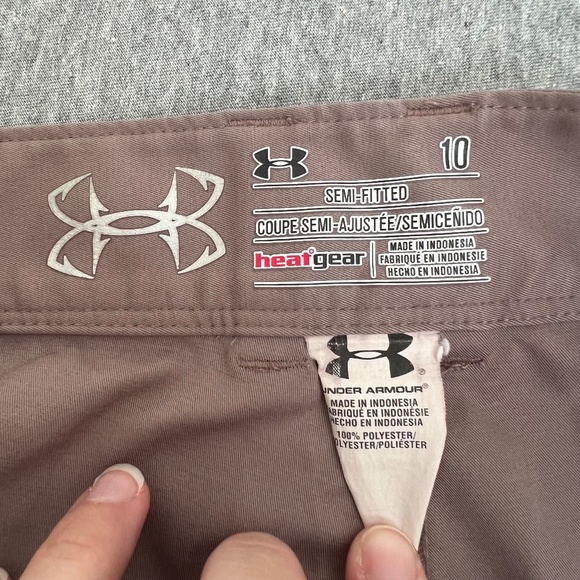 10
SEMI-FITTED
COUPE SEMI-AJUSTÉE/SEMICEÑIDO
heatgear
MADE IN INDONESIA
FABRIQUÉ EN INDONESIE
HECHO EN INDONESIA
UNDER ARMOUR®
MADE IN INDONESIA
FABRIQUÉ EN INDONÉSIE
HECHO EN INDONESIA
100% POLYESTER/
POLYESTER/POLIÉSTER